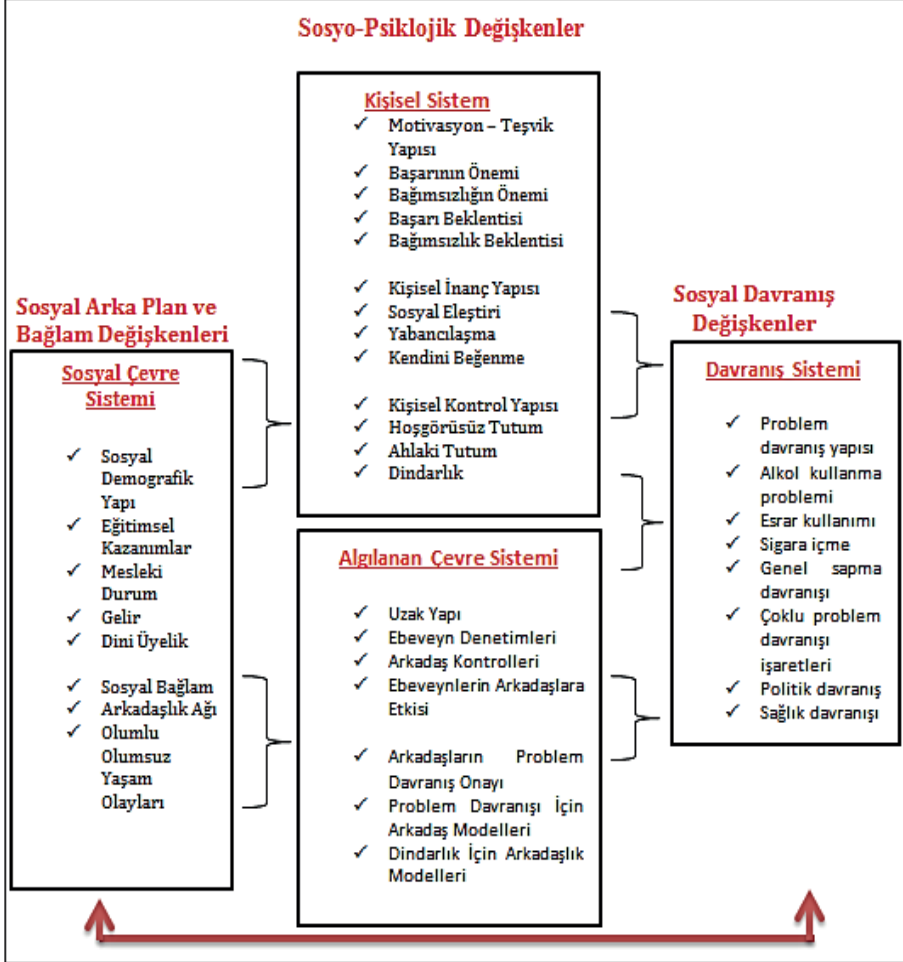 Sosyo-Psiklojik Değişkenler
Kişisel Sistem
✓ Motivasyon – Teşvik
Yapısı
✓ Başarının Önemi
✓ Bağımsızlığın Önemi
✓ Başarı Beklentisi
✓ Bağımsızlık Beklentisi
✓ Kişisel İnanç Yapısı
✓ Sosyal Eleştiri
✓ Yabancılaşma
✓ Kendini Beğenme
✓ Kişisel Kontrol Yapısı
✓ Hoşgörüsüz Tutum
✓ Ahlaki Tutum
✓ Dindarlık
Sosyal Arka Plan ve
Bağlam Değişkenleri
Sosyal Çevre
Sistemi
✓ Sosyal
Demografik
Yapı
✓ Eğitimsel
Kazanımlar
✓ Mesleki
Durum
✓ Gelir
✓ Dini Üyelik
✓ Sosyal Bağlam
✓ Arkadaşlık Ağı
✓ Olumlu
Olumsuz
Yaşam
Olayları
Algılanan Çevre Sistemi
✓ Uzak Yapı
✓ Ebeveyn Denetimleri
✓ Arkadaş Kontrolleri
✓ Ebeveynlerin Arkadaşlara
Etkisi
✓ Arkadaşların Problem
Davranış Onayı
✓ Problem Davranışı İçin
Arkadaş Modelleri
✓ Dindarlık İçin Arkadaşlık
Modelleri
Sosyal Davranış
Değişkenler
Davranış Sistemi
✓ Problem
davranış yapısı
✓ Alkol kullanma
problemi
✓ Esrar kullanımı
✓ Sigara içme
✓ Genel sapma
davranışı
✓ Çoklu problem
davranışı
işaretleri
✓ Politik davranış
✓ Sağlık davranışı